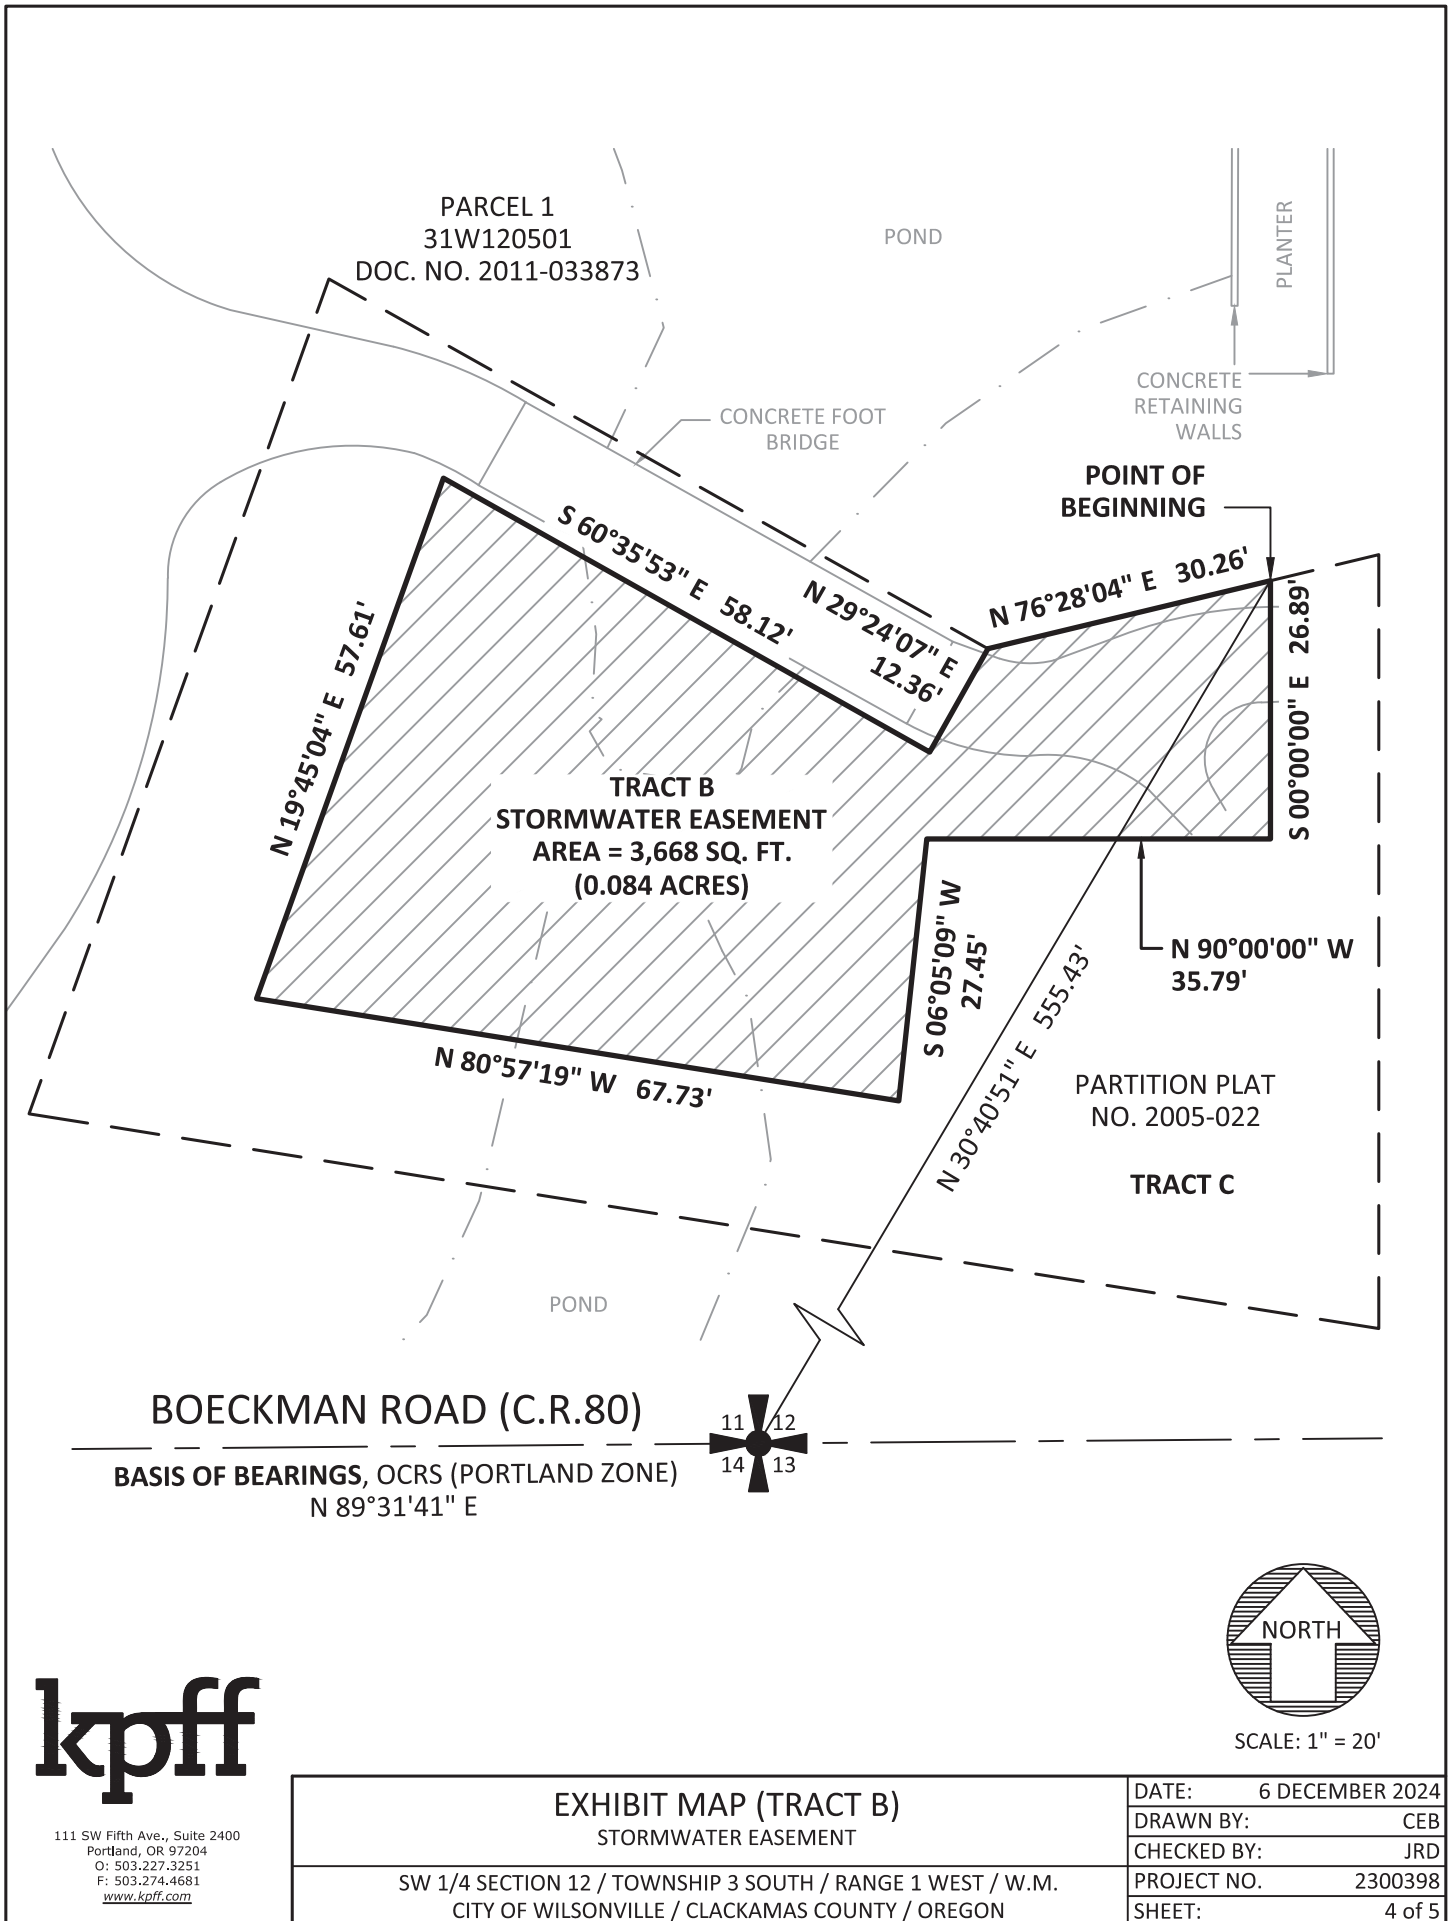 PARCEL 1
31W120501
DOC. NO. 2011-033873
POND
PLANTER
CONCRETE
RETAINING
WALLS
CONCRETE FOOT
BRIDGE
POINT OF
BEGINNING
S 60°35'53" E 58.12'
N 29°24'07" E
12.36'
N 76°28'04" E 30.26'
S 00°00'00" E 26.89'
N 19°45'04" E 57.61'
TRACT B
STORMWATER EASEMENT
AREA = 3,668 SQ. FT.
(0.084 ACRES)
S 06°05'09" W
27.45'
N 90°00'00" W
35.79'
N 30°40'51" E 555.43'
N 80°57'19" W 67.73'
PARTITION PLAT
NO. 2005-022
TRACT C
POND
BOECKMAN ROAD (C.R.80)
11 12
14 13
BASIS OF BEARINGS, OCRS (PORTLAND ZONE)
N 89°31'41" E
NORTH
SCALE: 1" = 20'
kpff
111 SW Fifth Ave., Suite 2400
Portland, OR 97204
O: 503.227.3251
F: 503.274.4681
www.kpff.com
EXHIBIT MAP (TRACT B)
STORMWATER EASEMENT
SW 1/4 SECTION 12 / TOWNSHIP 3 SOUTH / RANGE 1 WEST / W.M.
CITY OF WILSONVILLE / CLACKAMAS COUNTY / OREGON
DATE: 6 DECEMBER 2024
DRAWN BY: CEB
CHECKED BY: JRD
PROJECT NO. 2300398
SHEET: 4 of 5